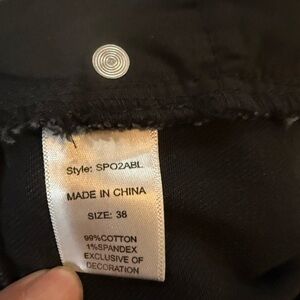 Style: SPO2ABL
MADE IN CHINA
SIZE: 38
99%COTTON
1%SPANDEX
EXCLUSIVE OF
DECORATION